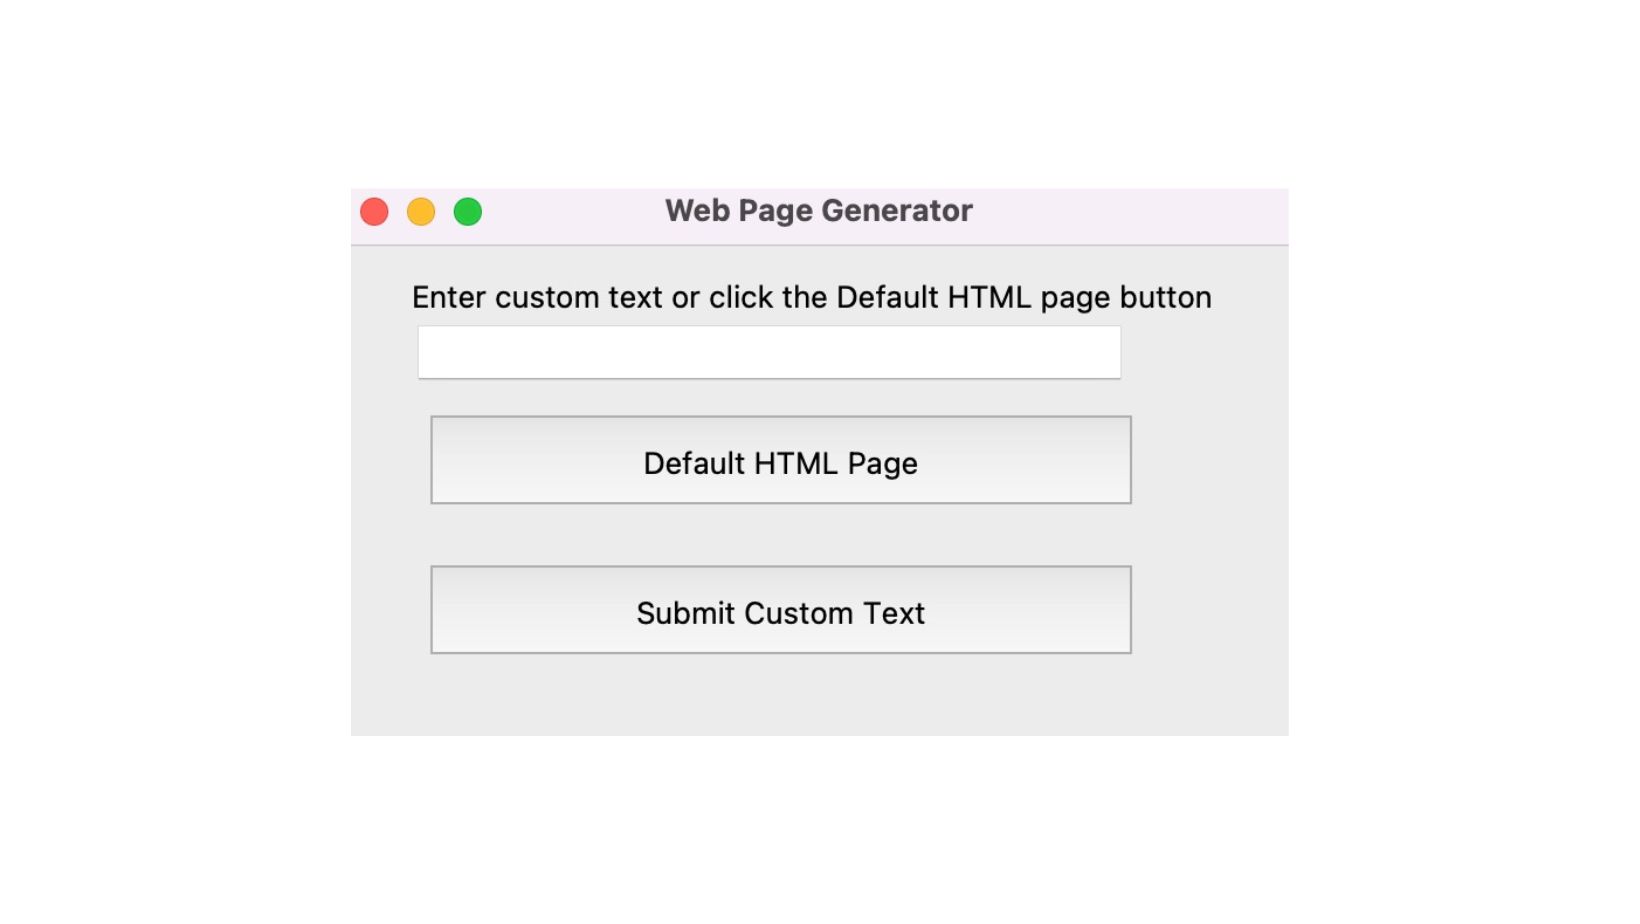 Web Page Generator
Enter custom text or click the Default HTML page button
Default HTML Page
Submit Custom Text